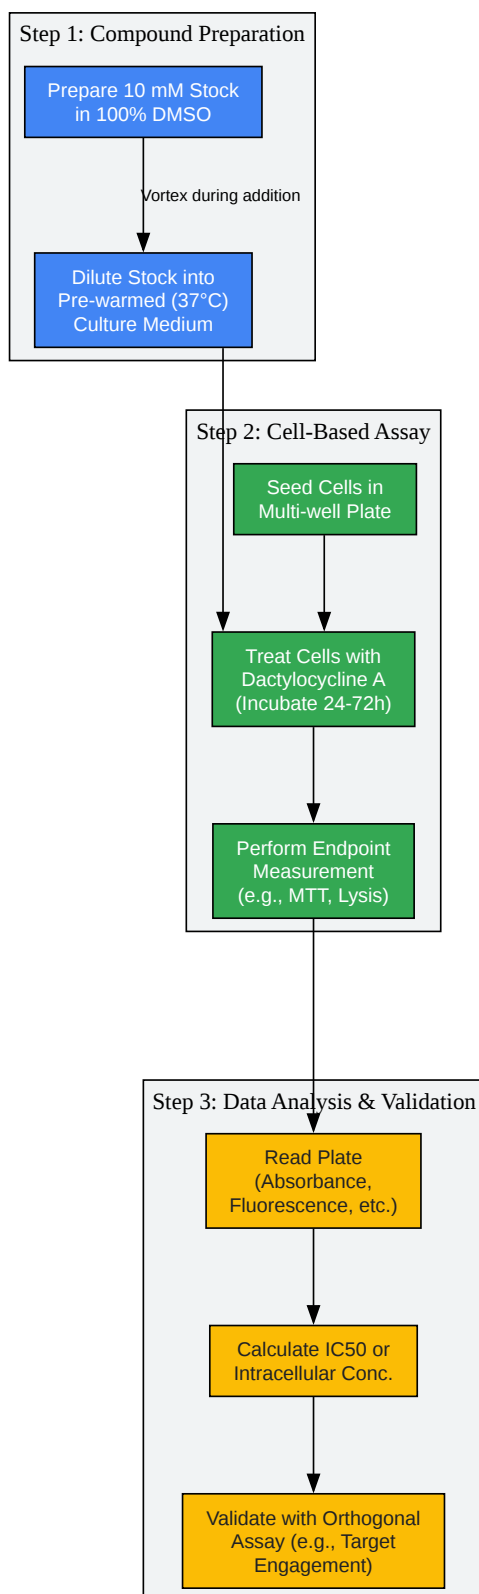 Step 1: Compound Preparation
Prepare 10 mM Stock
in 100% DMSO
Vortex during addition
Dilute Stock into
Pre-warmed (37°C)
Culture Medium
Step 2: Cell-Based Assay
Seed Cells in
Multi-well Plate
Treat Cells with
Dactylocycline A
(Incubate 24-72h)
Perform Endpoint
Measurement
(e.g., MTT, Lysis)
Step 3: Data Analysis & Validation
Read Plate
(Absorbance,
Fluorescence, etc.)
Calculate IC50 or
Intracellular Conc.
Validate with Orthogonal
Assay (e.g., Target
Engagement)